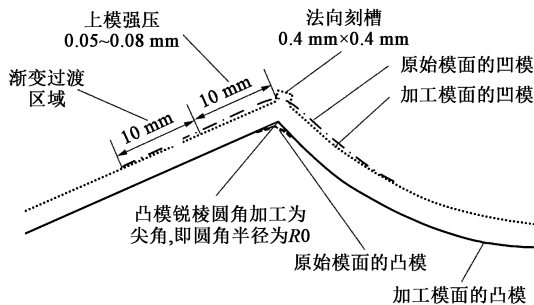 上模强压
0.05~0.08 mm
法向刻槽
0.4 mm×0.4 mm
渐变过渡
区域
10 mm
10 mm
原始模面的凹模
加工模面的凹模
凸模锐棱圆角加工为
尖角,即圆角半径为R0
原始模面的凸模
加工模面的凸模